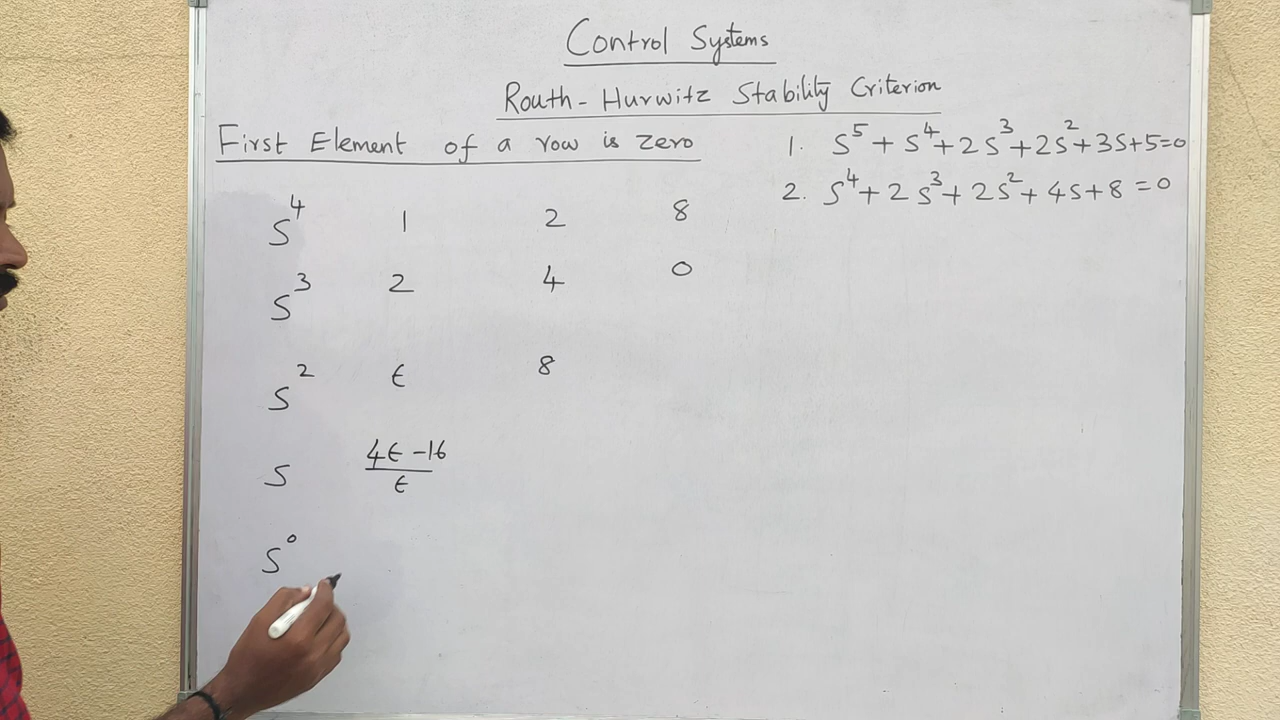 Control Systems
Routh-Hurwitz Stability Criterion
First Element of a row is zero
1. S⁵+S⁴+2S³+2S²+3S+5=0
2. S⁴+2S³+2S²+4S+8=0
S⁴ 1 2 8
S³ 2 4 0
S² ϵ 8
S (4ϵ-16)/ϵ
S⁰